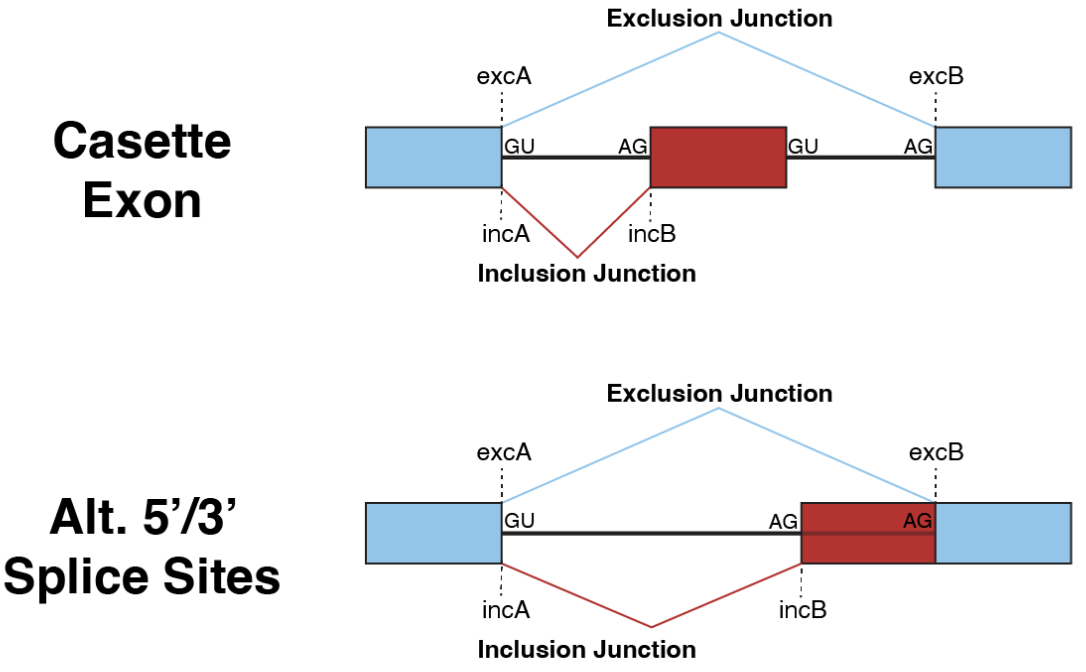 Exclusion Junction
excA
excB
Casette
Exon
GU
AG
GU
AG
incA
incB
Inclusion Junction
Exclusion Junction
excA
excB
Alt. 5’/3’
Splice Sites
GU
AG
AG
incA
incB
Inclusion Junction